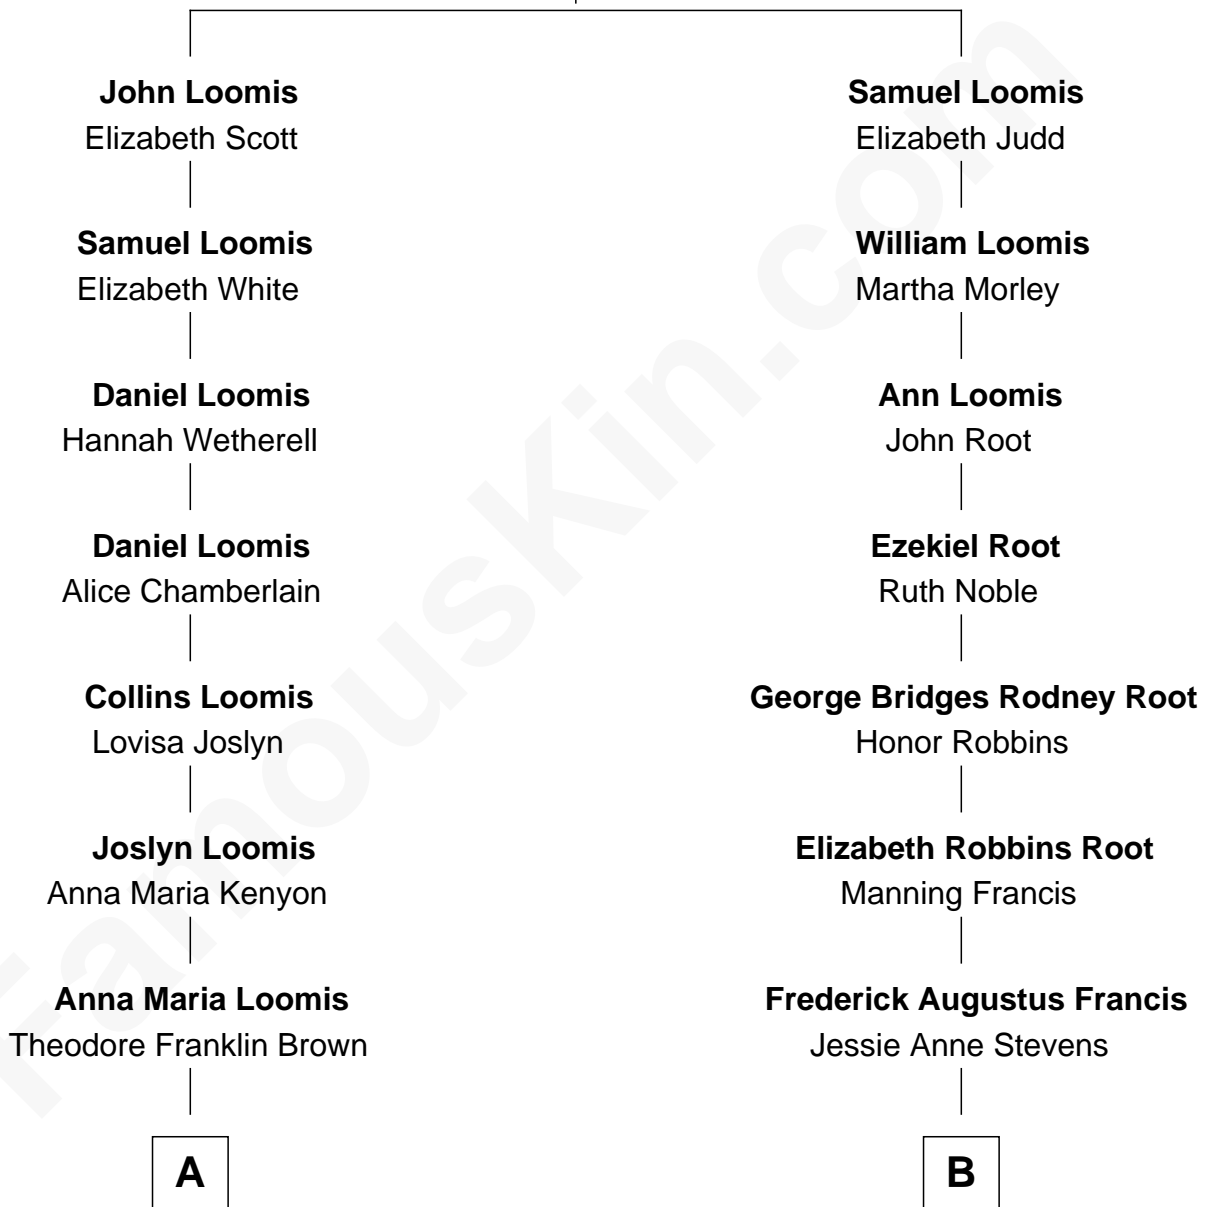 John Loomis
Elizabeth Scott
Samuel Loomis
Elizabeth White
Daniel Loomis
Hannah Wetherell
Daniel Loomis
Alice Chamberlain
Collins Loomis
Lovisa Joslyn
Joslyn Loomis
Anna Maria Kenyon
Anna Maria Loomis
Theodore Franklin Brown
A
Samuel Loomis
Elizabeth Judd
William Loomis
Martha Morley
Ann Loomis
John Root
Ezekiel Root
Ruth Noble
George Bridges Rodney Root
Honor Robbins
Elizabeth Robbins Root
Manning Francis
Frederick Augustus Francis
Jessie Anne Stevens
B
FamousKin.com